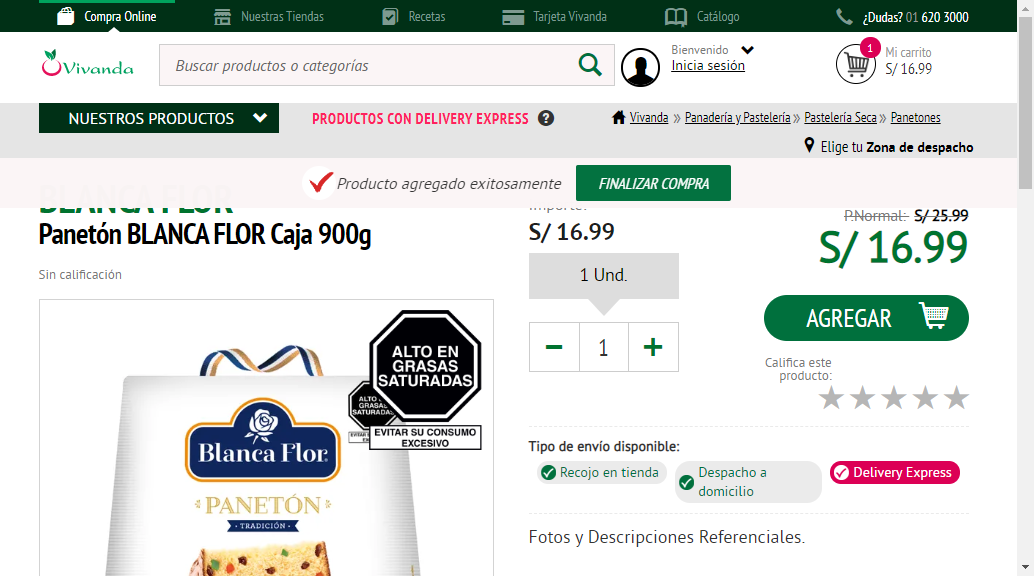 Compra Online
Nuestras Tiendas
Recetas
Tarjeta Vivanda
Catálogo
¿Dudas? 01 620 3000
Vivanda
Buscar productos o categorías
Bienvenido
Inicia sesión
1
Mi carrito
S/ 16.99
NUESTROS PRODUCTOS
PRODUCTOS CON DELIVERY EXPRESS ?
Vivanda » Panadería y Pastelería » Pastelería Seca » Panetones
Elige tu Zona de despacho
Producto agregado exitosamente
FINALIZAR COMPRA
BLANCA FLOR
Panetón BLANCA FLOR Caja 900g
Sin calificación
Importe:
S/ 16.99
1 Und.
− 1 +
P.Normal: S/ 25.99
S/ 16.99
AGREGAR
Califica este
producto:
Tipo de envío disponible:
Recojo en tienda
Despacho a
domicilio
Delivery Express
Fotos y Descripciones Referenciales.
ALTO EN
GRASAS
SATURADAS
EVITAR SU CONSUMO
EXCESIVO
ALTO
GRASA
SATURADA
Blanca Flor
PANETÓN
· TRADICIÓN ·